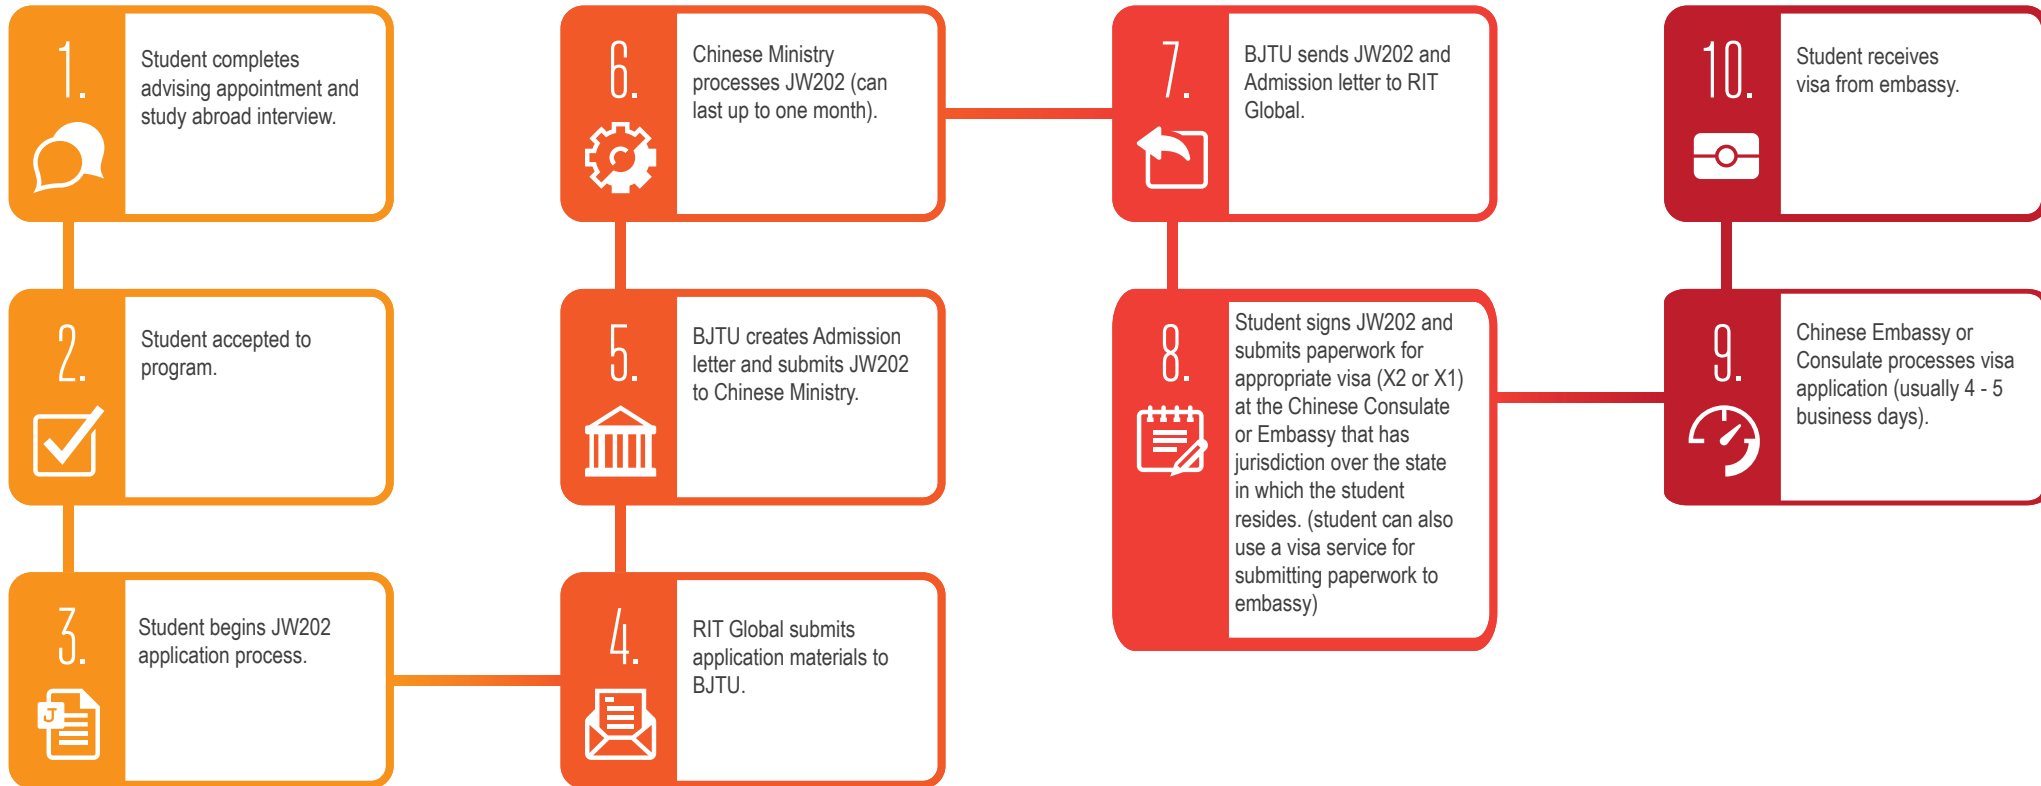 1.
Student completes
advising appointment and
study abroad interview.
2.
Student accepted to
program.
3.
J
Student begins JW202
application process.
4.
RIT Global submits
application materials to
BJTU.
5.
BJTU creates Admission
letter and submits JW202
to Chinese Ministry.
6.
Chinese Ministry
processes JW202 (can
last up to one month).
7.
BJTU sends JW202 and
Admission letter to RIT
Global.
8.
Student signs JW202 and
submits paperwork for
appropriate visa (X2 or X1)
at the Chinese Consulate
or Embassy that has
jurisdiction over the state
in which the student
resides. (student can also
use a visa service for
submitting paperwork to
embassy)
9.
Chinese Embassy or
Consulate processes visa
application (usually 4 - 5
business days).
10.
Student receives
visa from embassy.